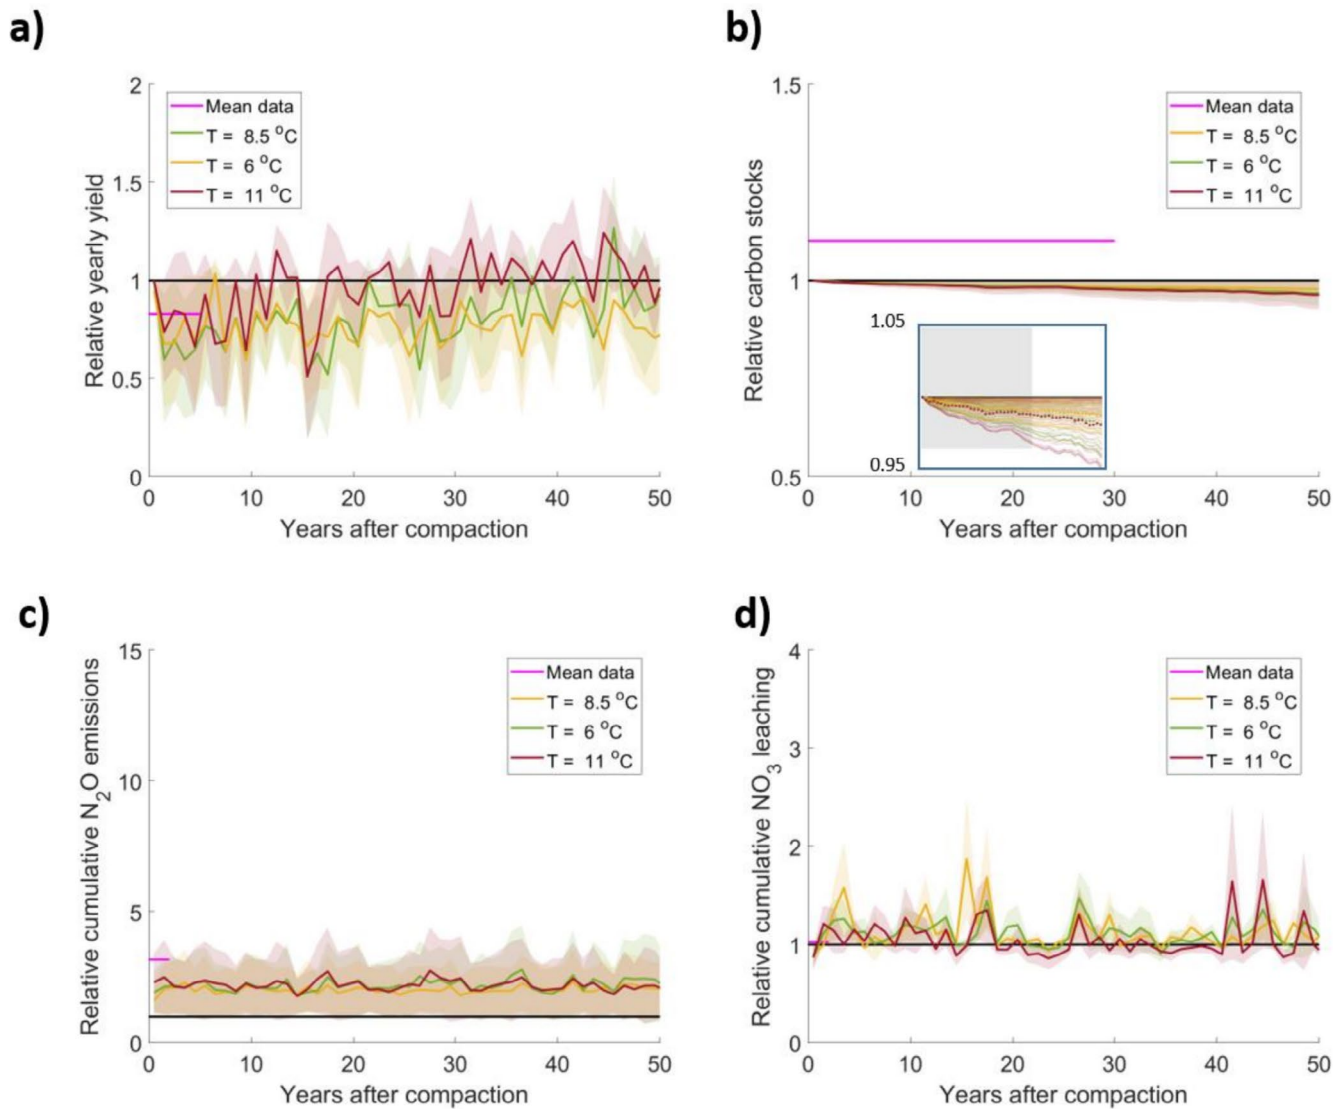 a)
2
1.5
1
0.5
0
Relative yearly yield
Mean data
T = 8.5 °C
T = 6 °C
T = 11 °C
0 10 20 30 40 50
Years after compaction
b)
1.5
1
0.5
Relative carbon stocks
Mean data
T = 8.5 °C
T = 6 °C
T = 11 °C
1.05
0.95
0 10 20 30 40 50
Years after compaction
c)
15
10
5
0
Relative cumulative N₂O emissions
Mean data
T = 8.5 °C
T = 6 °C
T = 11 °C
0 10 20 30 40 50
Years after compaction
d)
4
3
2
1
0
Relative cumulative NO₃ leaching
Mean data
T = 8.5 °C
T = 6 °C
T = 11 °C
0 10 20 30 40 50
Years after compaction